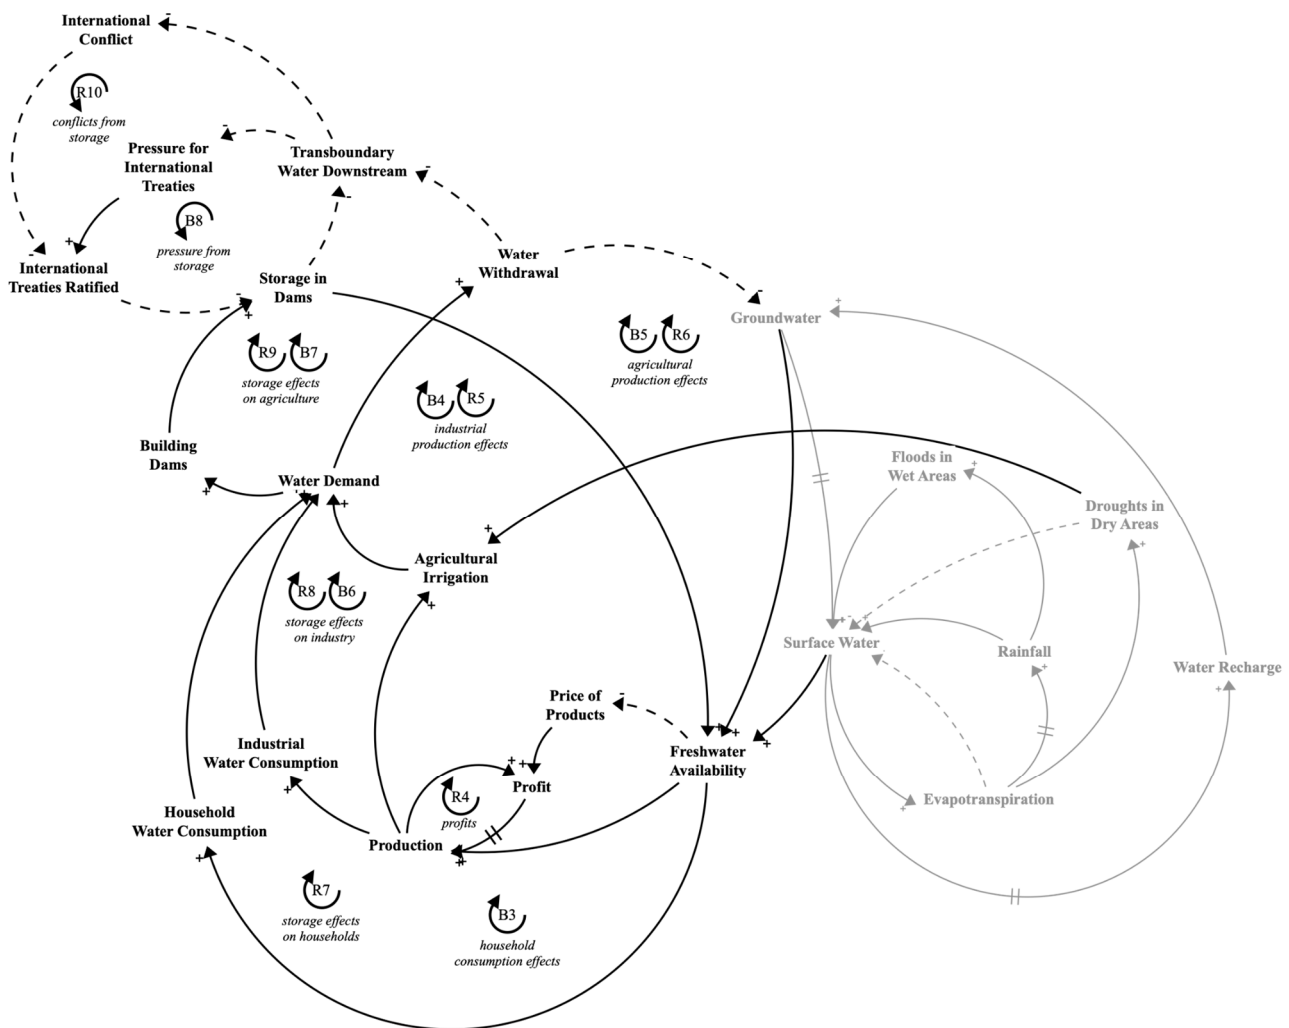 International
Conflict
R10
conflicts from
storage
Pressure for
International
Treaties
Transboundary
Water Downstream
B8
pressure from
storage
International
Treaties Ratified
Storage in
Dams
Water
Withdrawal
Groundwater
R9 B7
storage effects
on agriculture
B5 R6
agricultural
production effects
B4 R5
industrial
production effects
Building
Dams
Water Demand
Floods in
Wet Areas
Droughts in
Dry Areas
Agricultural
Irrigation
R8 B6
storage effects
on industry
Surface Water
Rainfall
Water Recharge
Price of
Products
Industrial
Water Consumption
Freshwater
Availability
Profit
R4
profits
Evapotranspiration
Household
Water Consumption
Production
R7
storage effects
on households
B3
household
consumption effects